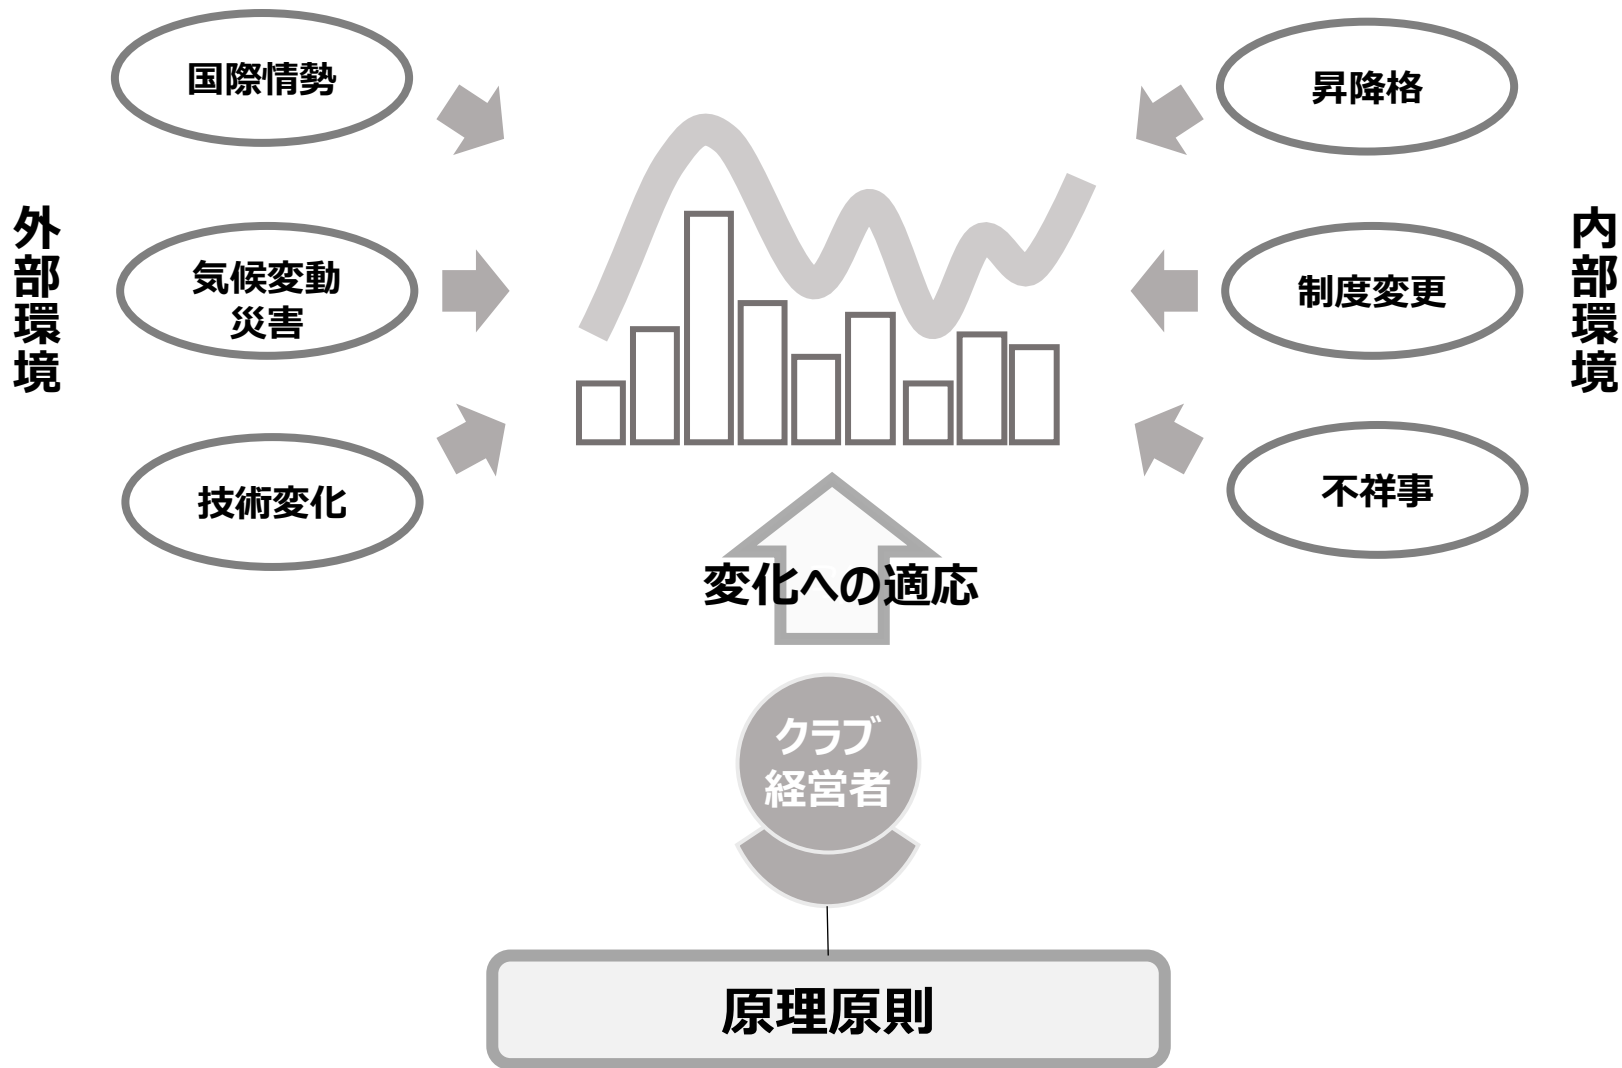 外部環境
国際情勢
気候変動
災害
技術変化
内部環境
昇降格
制度変更
不祥事
変化への適応
クラブ
経営者
原理原則